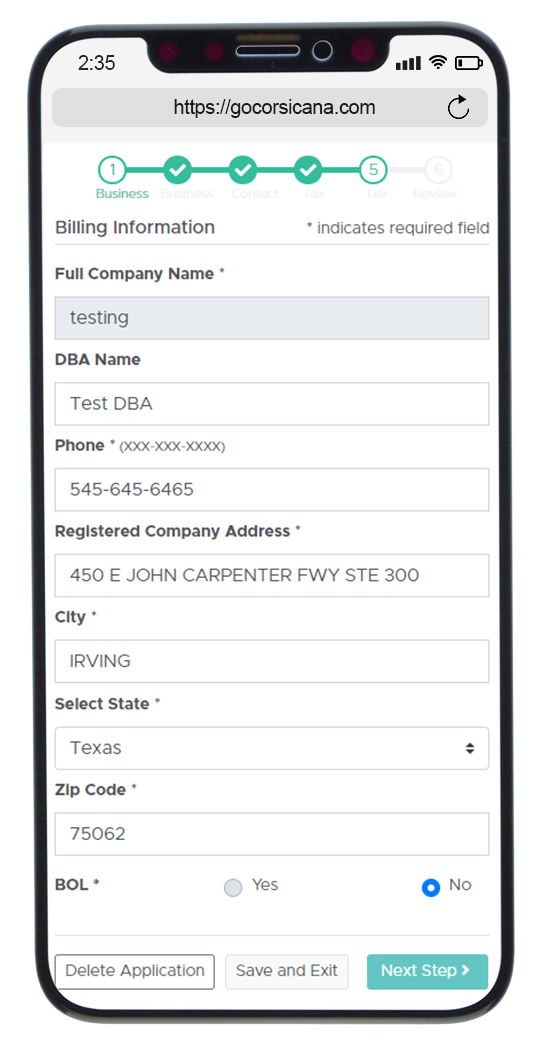 2:35
https://gocorsicana.com
1 5 6
Business Business Contact Tax Tier Review
Billing Information * indicates required field
Full Company Name *
testing
DBA Name
Test DBA
Phone * (XXX-XXX-XXXX)
545-645-6465
Registered Company Address *
450 E JOHN CARPENTER FWY STE 300
City *
IRVING
Select State *
Texas
Zip Code *
75062
BOL * Yes No
Delete Application Save and Exit Next Step